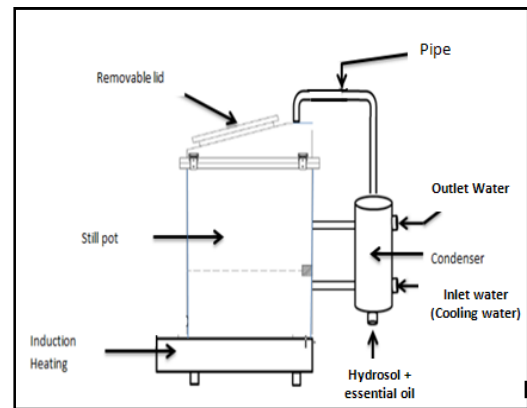 Pipe
Removable lid
Outlet Water
Still pot
Condenser
Inlet water
(Cooling water)
Induction
Heating
Hydrosol +
essential oil